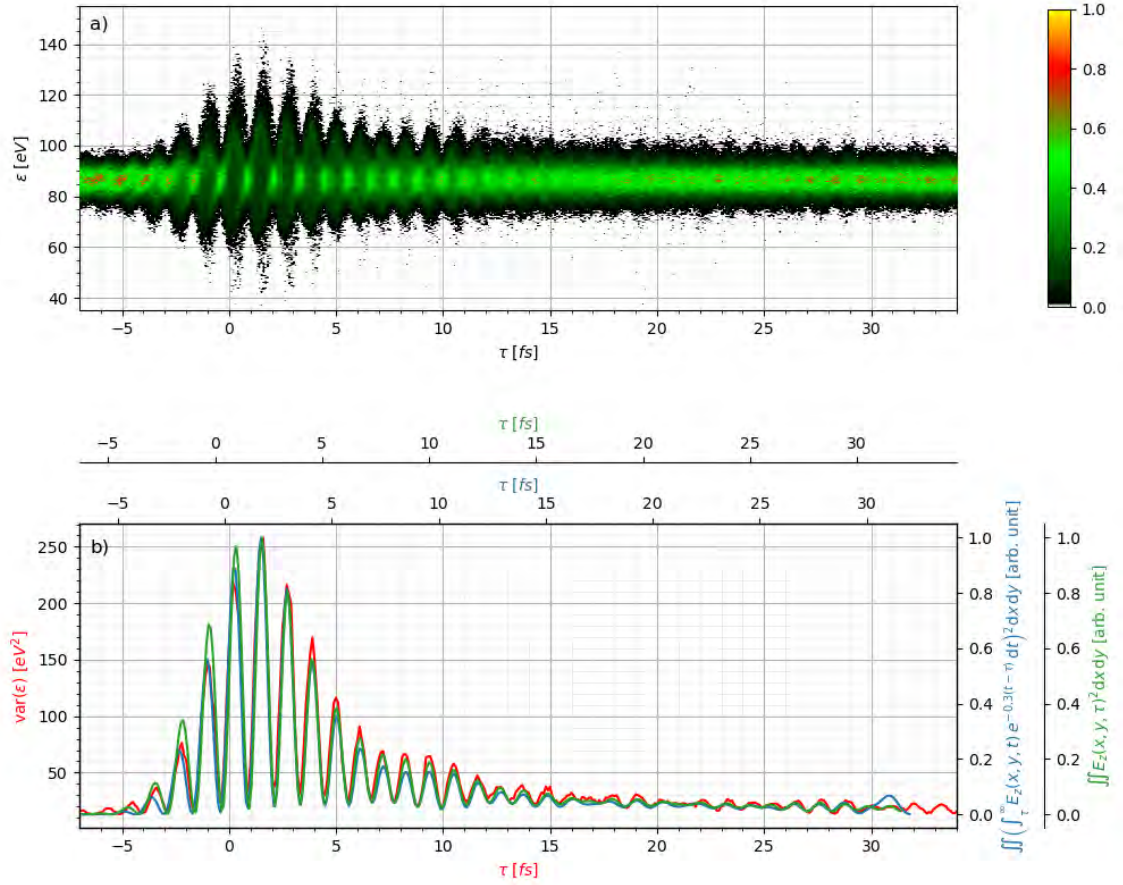 a)
ε [eV]
140
120
100
80
60
40
−5 0 5 10 15 20 25 30
τ [fs]
1.0
0.8
0.6
0.4
0.2
0.0
τ [fs]
−5 0 5 10 15 20 25 30
τ [fs]
−5 0 5 10 15 20 25 30
b)
var(ε) [eV²]
250
200
150
100
50
−5 0 5 10 15 20 25 30
τ [fs]
1.0
0.8
0.6
0.4
0.2
0.0
∬(∫τ^∞ E_z(x, y, t) e^{−0.3(t − τ)} dt)² dx dy [arb. unit]
1.0
0.8
0.6
0.4
0.2
0.0
∬E_z(x, y, τ)² dx dy [arb. unit]